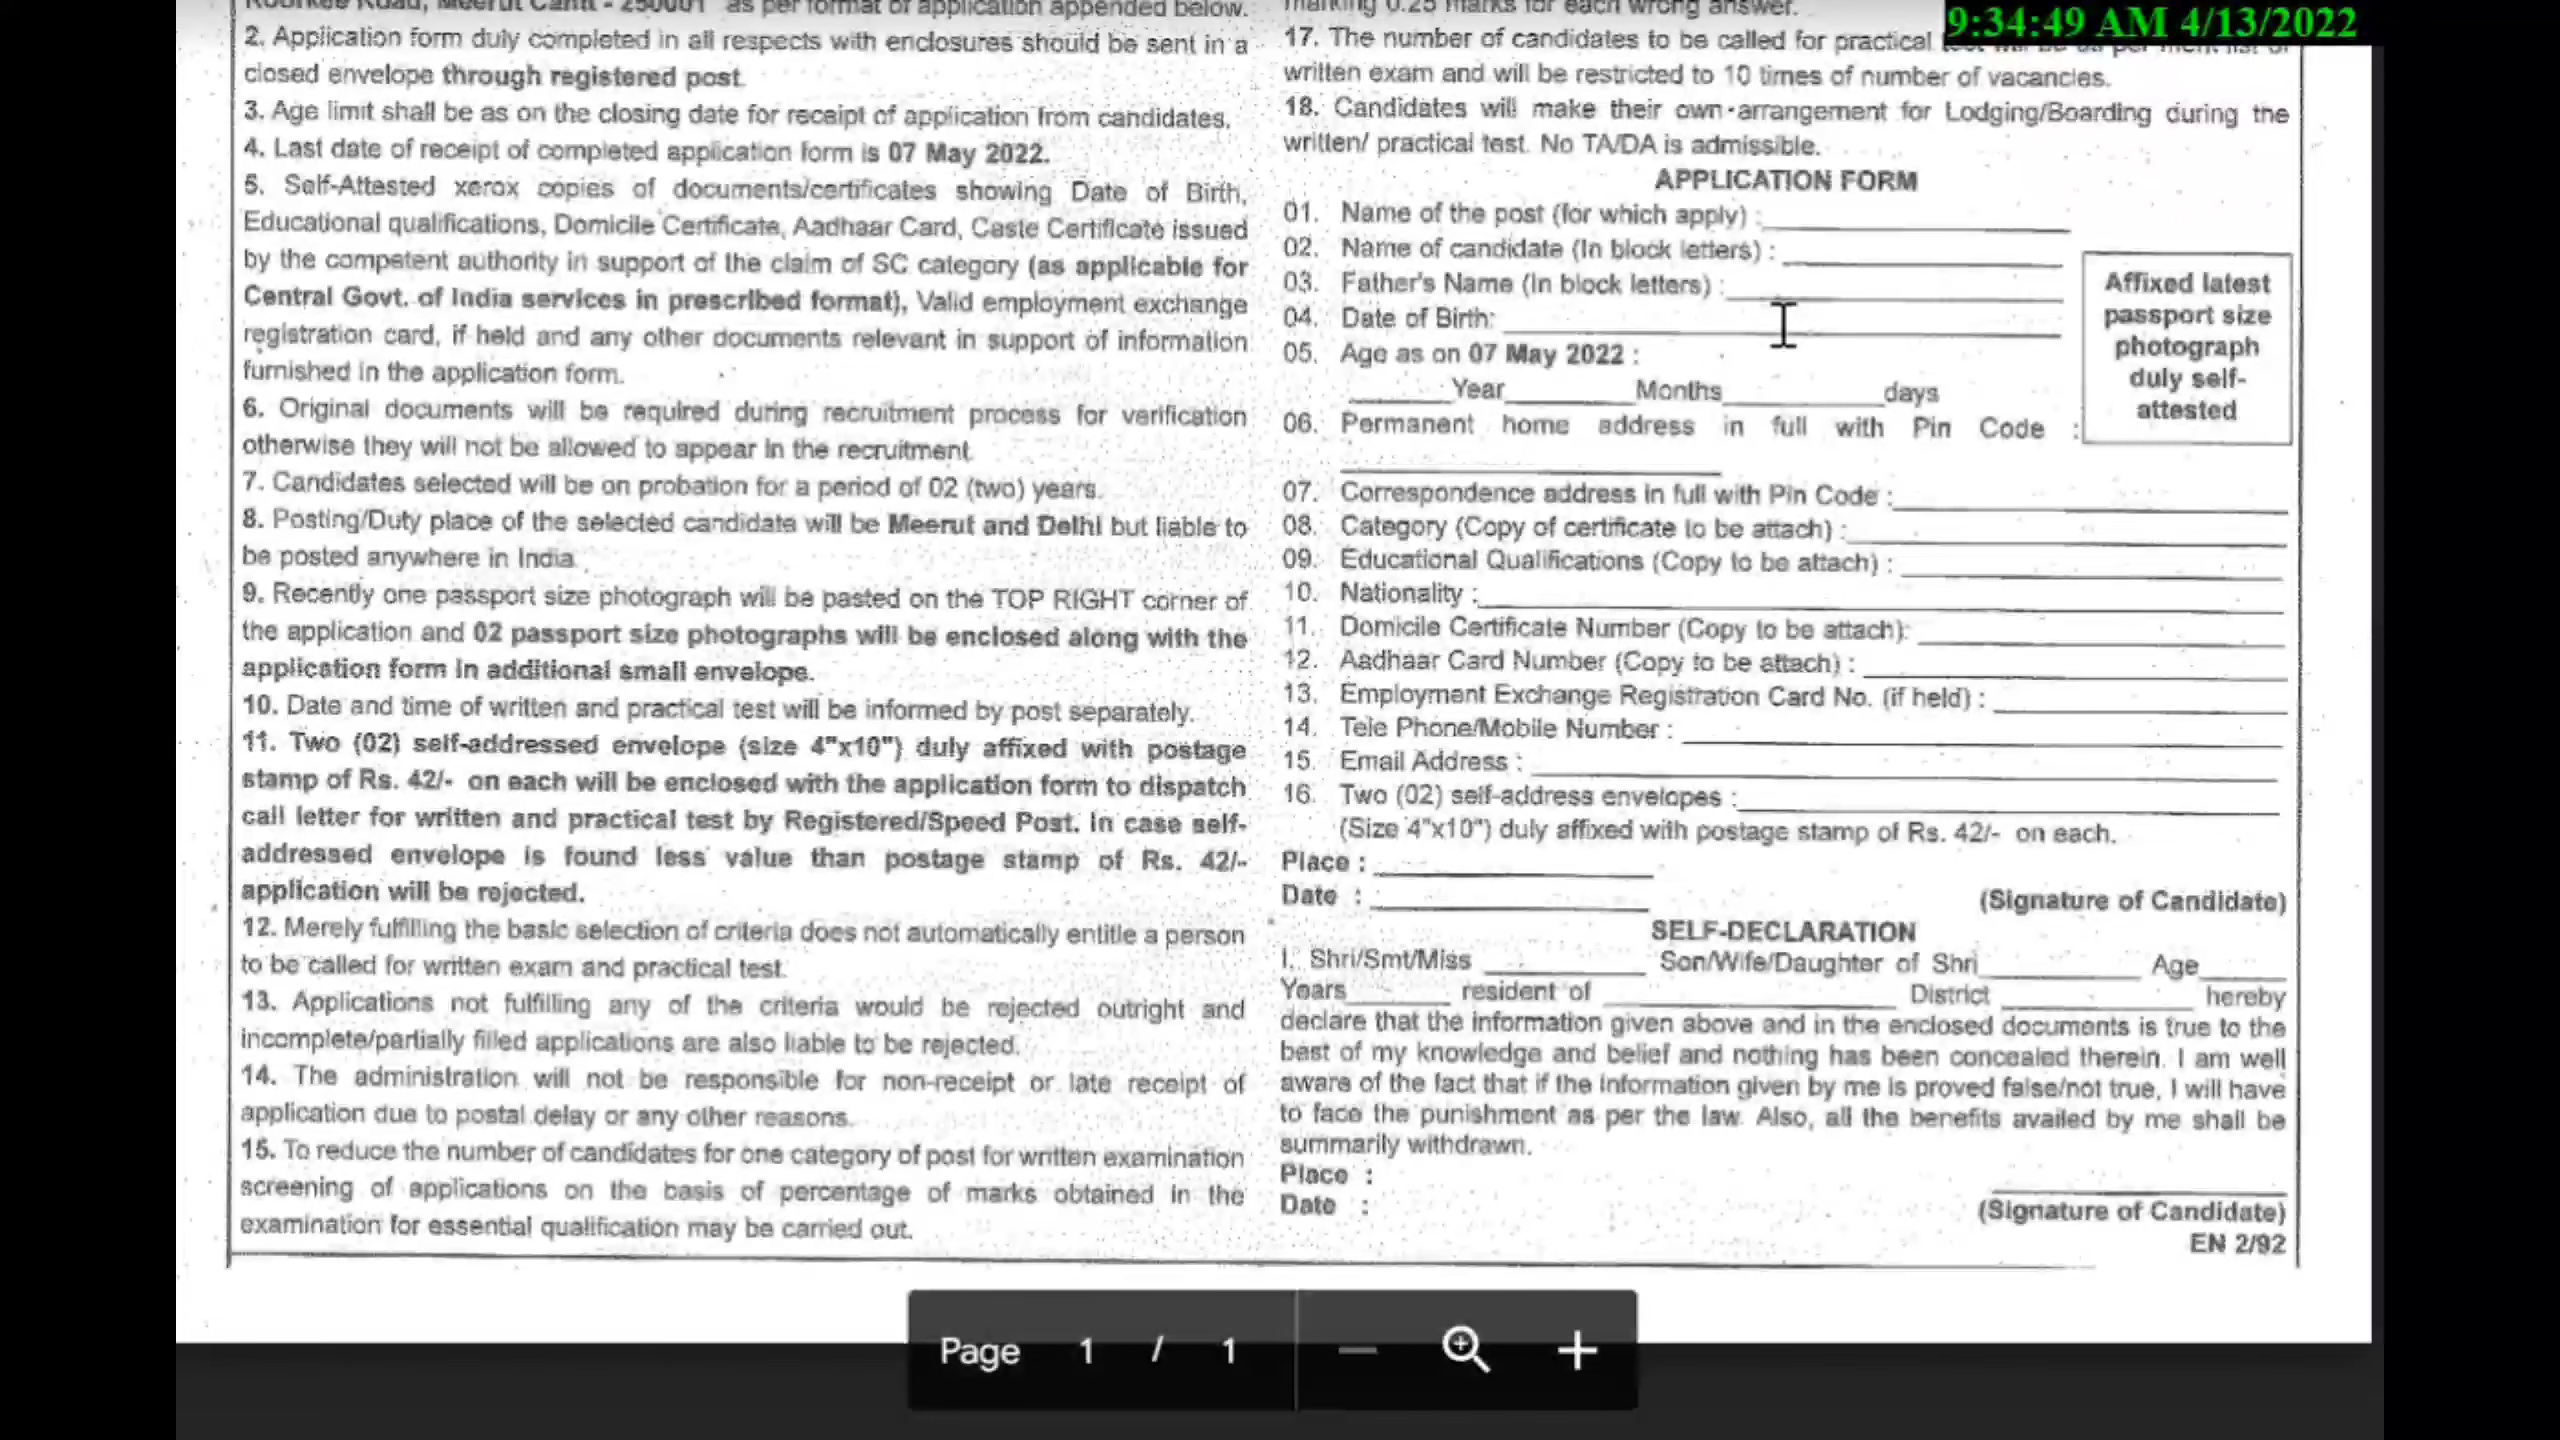 Roorkee Road, Meerut Cantt - 250001 as per format of application appended below.
2. Application form duly completed in all respects with enclosures should be sent in a
closed envelope through registered post.
3. Age limit shall be as on the closing date for receipt of application from candidates.
4. Last date of receipt of completed application form is 07 May 2022.
5. Self-Attested xerox copies of documents/certificates showing Date of Birth,
Educational qualifications, Domicile Certificate, Aadhaar Card, Caste Certificate issued
by the competent authority in support of the claim of SC category (as applicable for
Central Govt. of India services in prescribed format), Valid employment exchange
registration card, if held and any other documents relevant in support of information
furnished in the application form.
6. Original documents will be required during recruitment process for verification
otherwise they will not be allowed to appear in the recruitment
7. Candidates selected will be on probation for a period of 02 (two) years.
8. Posting/Duty place of the selected candidate will be Meerut and Delhi but liable to
be posted anywhere in India.
9. Recently one passport size photograph will be pasted on the TOP RIGHT corner of
the application and 02 passport size photographs will be enclosed along with the
application form in additional small envelope.
10. Date and time of written and practical test will be informed by post separately.
11. Two (02) self-addressed envelope (size 4"x10") duly affixed with postage
stamp of Rs. 42/- on each will be enclosed with the application form to dispatch
call letter for written and practical test by Registered/Speed Post. In case self-
addressed envelope is found less value than postage stamp of Rs. 42/-
application will be rejected.
12. Merely fulfilling the basic selection of criteria does not automatically entitle a person
to be called for written exam and practical test.
13. Applications not fulfilling any of the criteria would be rejected outright and
incomplete/partially filled applications are also liable to be rejected.
14. The administration will not be responsible for non-receipt or late receipt of
application due to postal delay or any other reasons.
15. To reduce the number of candidates for one category of post for written examination
screening of applications on the basis of percentage of marks obtained in the
examination for essential qualification may be carried out.
marking 0.25 marks for each wrong answer.
9:34:49 AM 4/13/2022
17. The number of candidates to be called for practical test will be as per merit list of
written exam and will be restricted to 10 times of number of vacancies.
18. Candidates will make their own arrangement for Lodging/Boarding during the
written/ practical test. No TA/DA is admissible.
APPLICATION FORM
01. Name of the post (for which apply) :
02. Name of candidate (In block letters) :
03. Father's Name (In block letters) :
04. Date of Birth:
05. Age as on 07 May 2022 :
Year Months days
Affixed latest
passport size
photograph
duly self-
attested
06. Permanent home address in full with Pin Code :
07. Correspondence address in full with Pin Code :
08. Category (Copy of certificate to be attach) :
09. Educational Qualifications (Copy to be attach) :
10. Nationality :
11. Domicile Certificate Number (Copy to be attach):
12. Aadhaar Card Number (Copy to be attach) :
13. Employment Exchange Registration Card No. (if held) :
14. Tele Phone/Mobile Number :
15. Email Address :
16. Two (02) self-address envelopes :
(Size 4"x10") duly affixed with postage stamp of Rs. 42/- on each.
Place :
Date :
(Signature of Candidate)
SELF-DECLARATION
I, Shri/Smt/Miss Son/Wife/Daughter of Shri Age
Years resident of District hereby
declare that the information given above and in the enclosed documents is true to the
best of my knowledge and belief and nothing has been concealed therein. I am well
aware of the fact that if the information given by me is proved false/not true, I will have
to face the punishment as per the law. Also, all the benefits availed by me shall be
summarily withdrawn.
Place :
Date :
(Signature of Candidate)
EN 2/92
Page 1 / 1